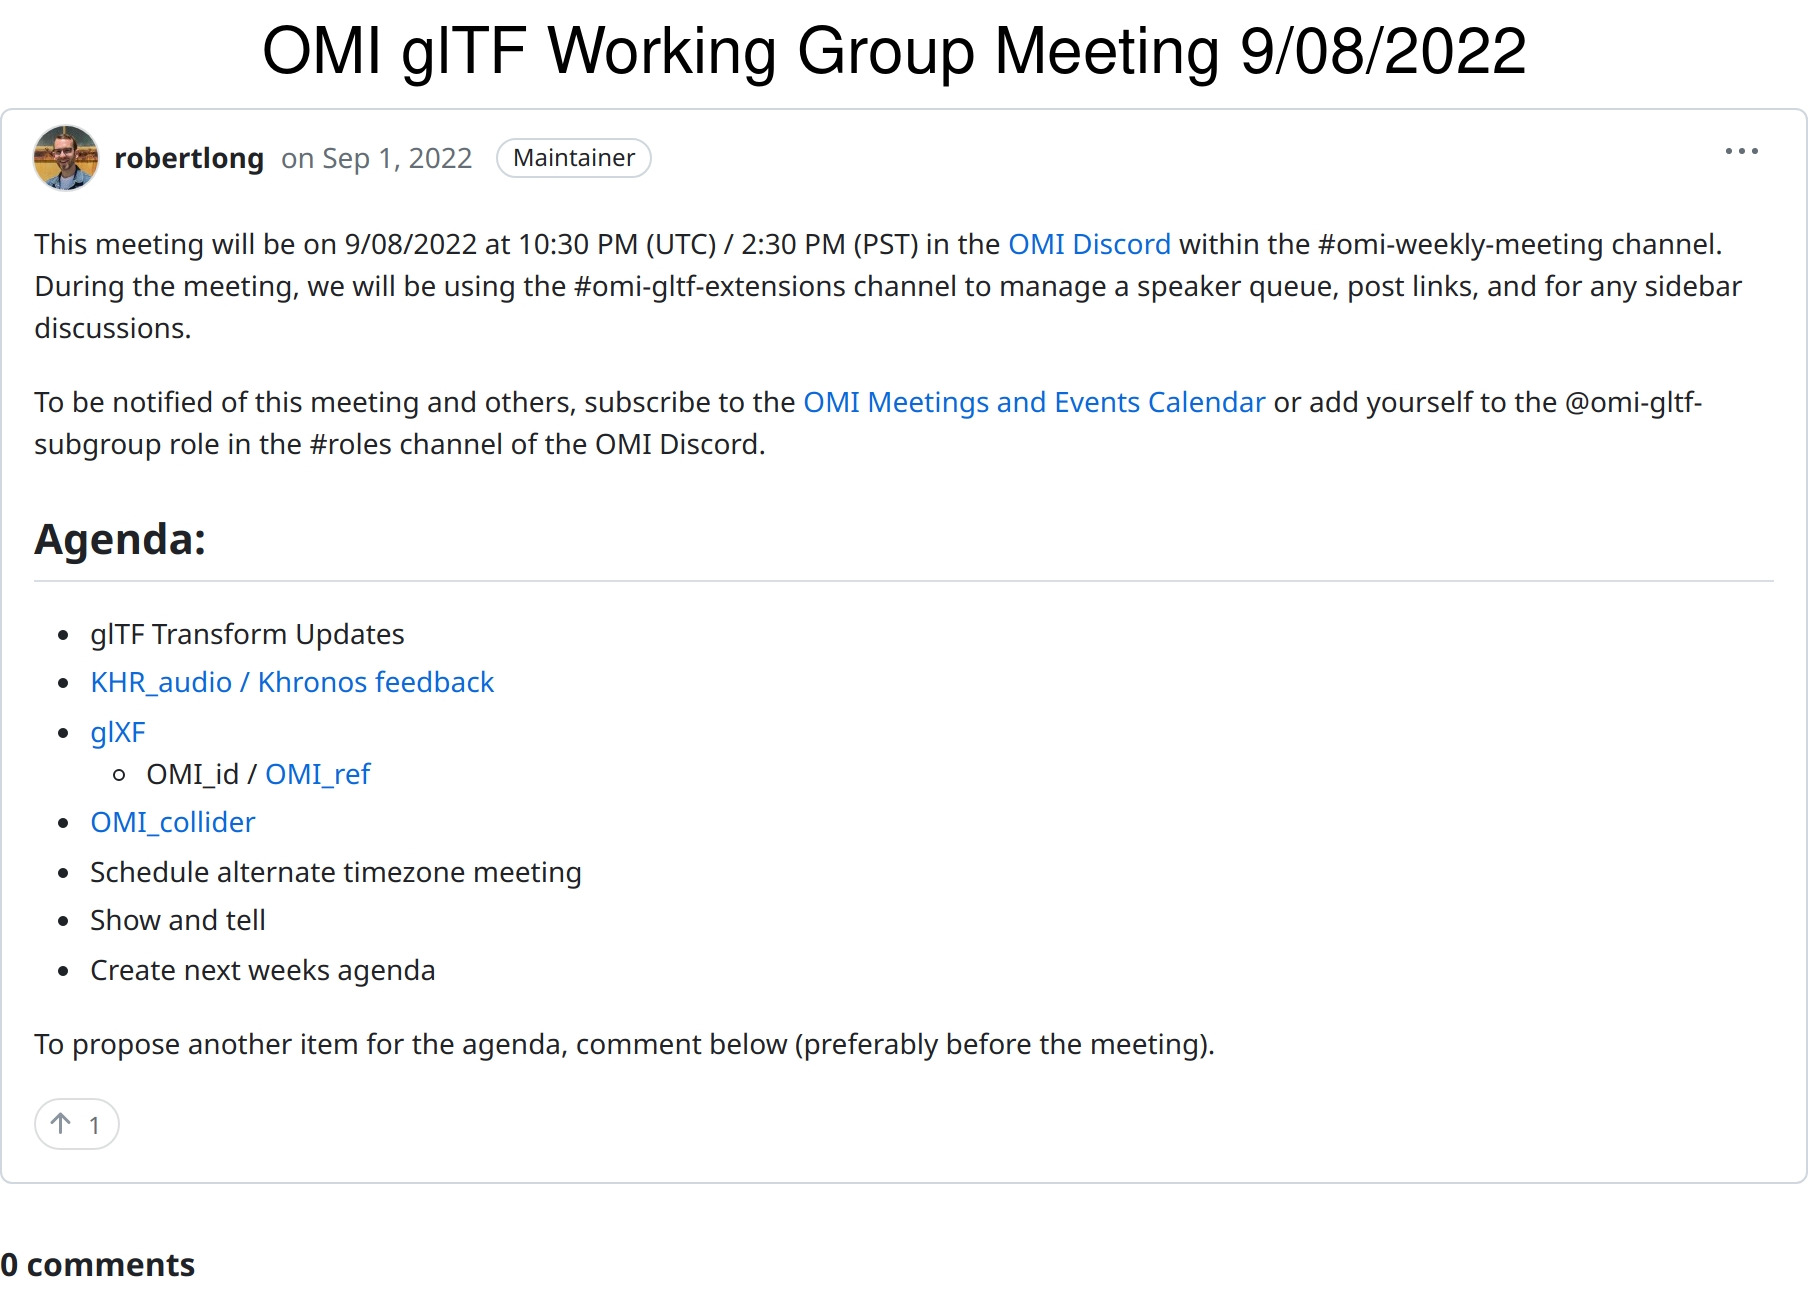 OMI glTF Working Group Meeting 9/08/2022
robertlong on Sep 1, 2022 Maintainer
This meeting will be on 9/08/2022 at 10:30 PM (UTC) / 2:30 PM (PST) in the OMI Discord within the #omi-weekly-meeting channel.
During the meeting, we will be using the #omi-gltf-extensions channel to manage a speaker queue, post links, and for any sidebar
discussions.
To be notified of this meeting and others, subscribe to the OMI Meetings and Events Calendar or add yourself to the @omi-gltf-
subgroup role in the #roles channel of the OMI Discord.
Agenda:
glTF Transform Updates
KHR_audio / Khronos feedback
glXF
OMI_id / OMI_ref
OMI_collider
Schedule alternate timezone meeting
Show and tell
Create next weeks agenda
To propose another item for the agenda, comment below (preferably before the meeting).
1
0 comments